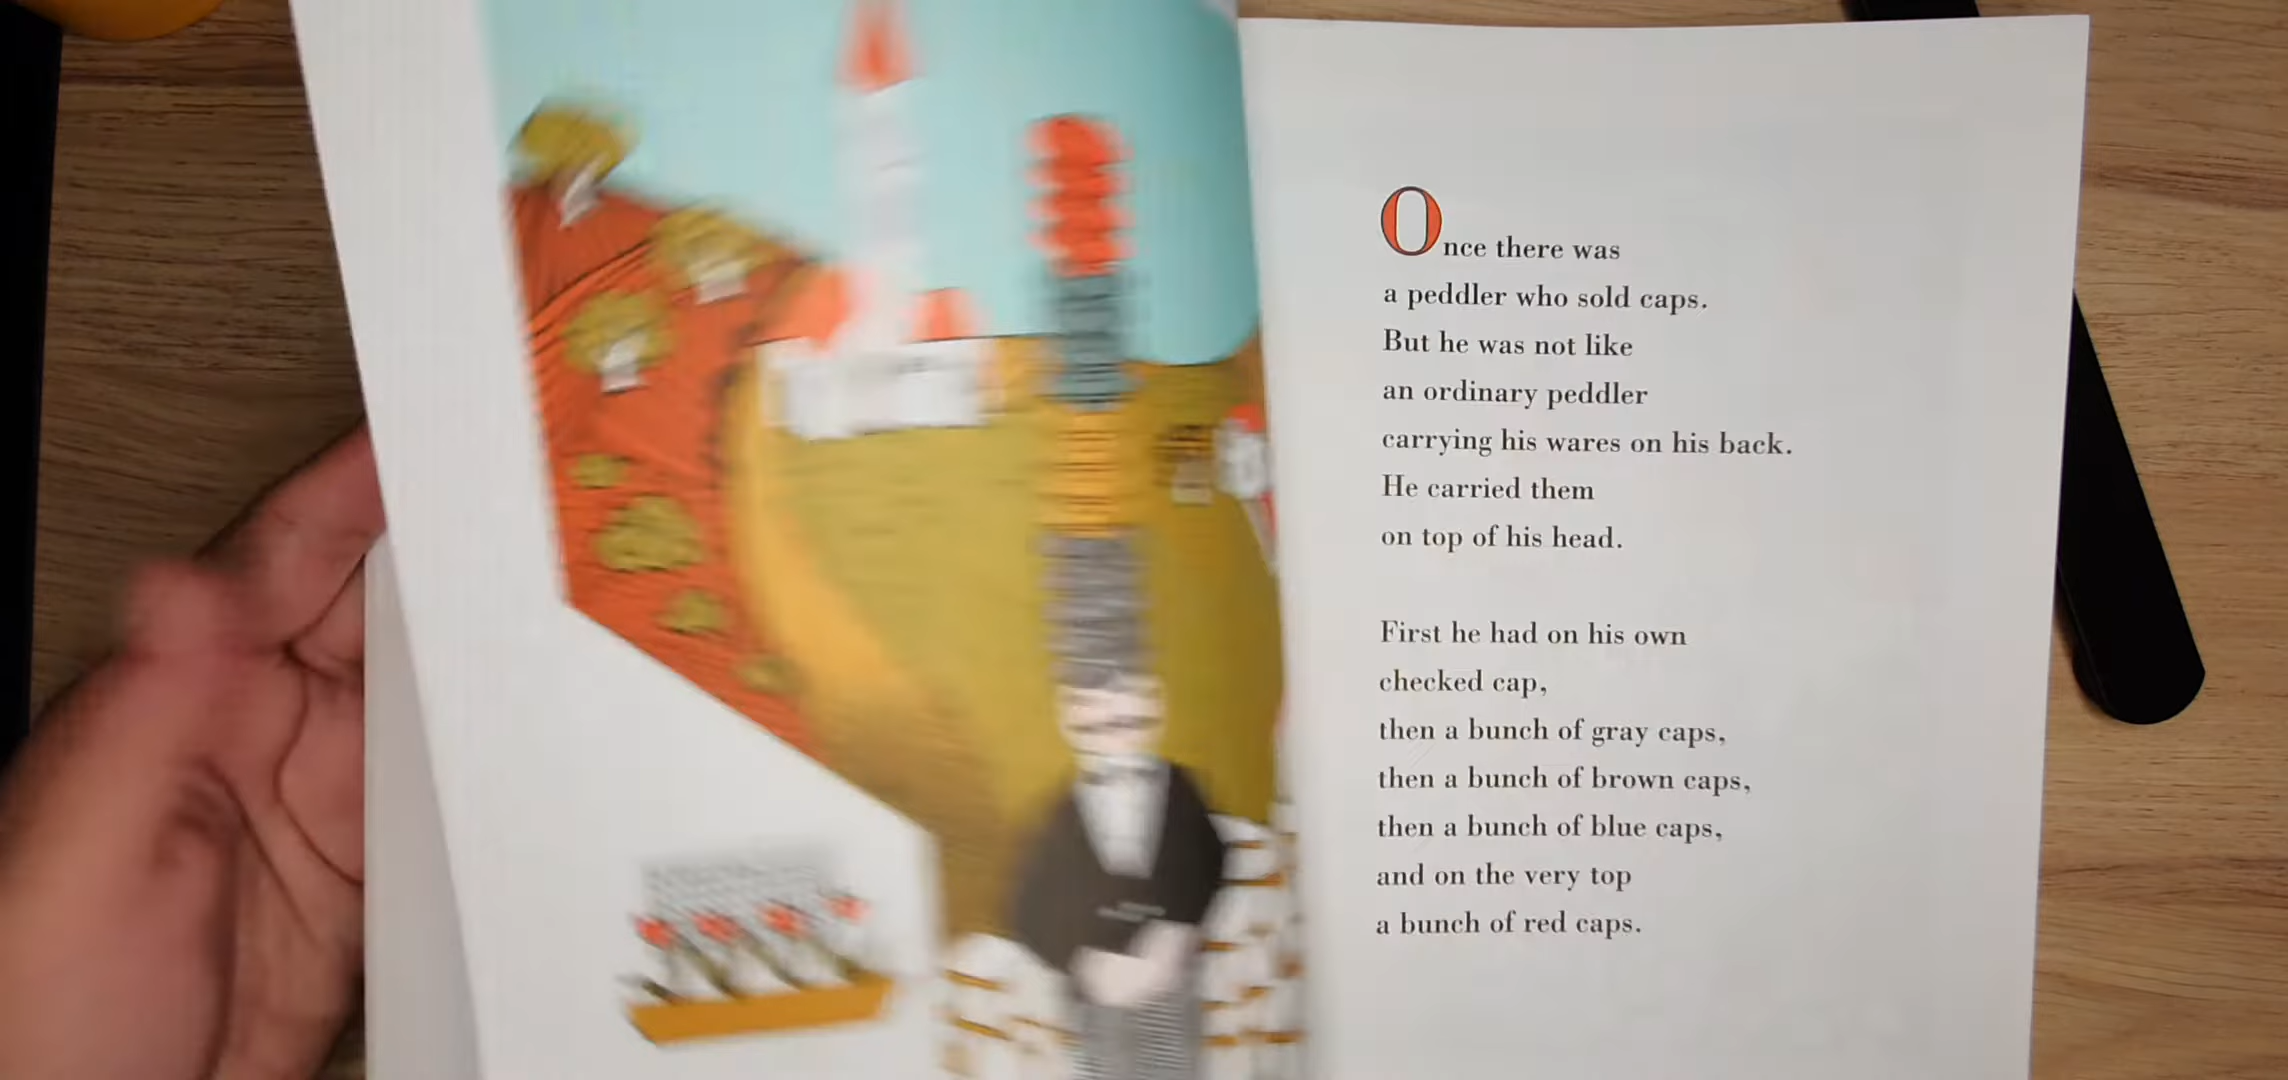 Once there was
a peddler who sold caps.
But he was not like
an ordinary peddler
carrying his wares on his back.
He carried them
on top of his head.
First he had on his own
checked cap,
then a bunch of gray caps,
then a bunch of brown caps,
then a bunch of blue caps,
and on the very top
a bunch of red caps.